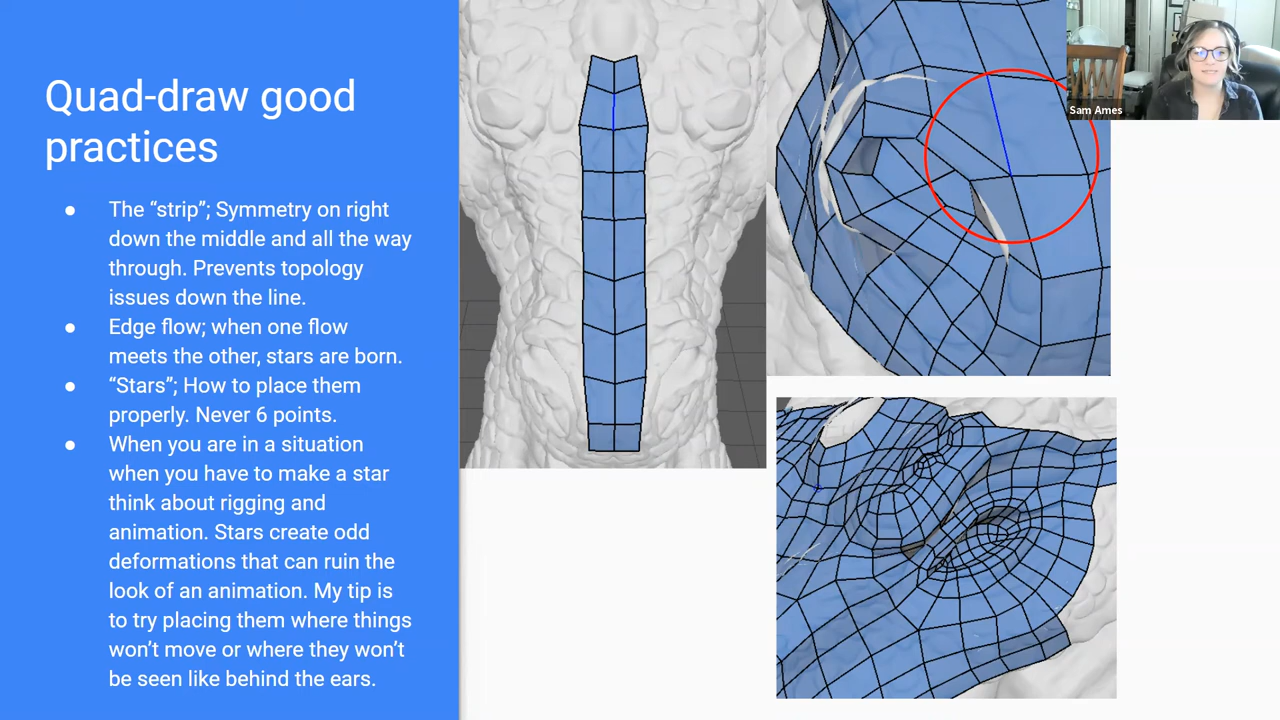 Quad-draw good
practices
● The “strip”; Symmetry on right
down the middle and all the way
through. Prevents topology
issues down the line.
● Edge flow; when one flow
meets the other, stars are born.
● “Stars”; How to place them
properly. Never 6 points.
● When you are in a situation
when you have to make a star
think about rigging and
animation. Stars create odd
deformations that can ruin the
look of an animation. My tip is
to try placing them where things
won’t move or where they won’t
be seen like behind the ears.
Sam Ames